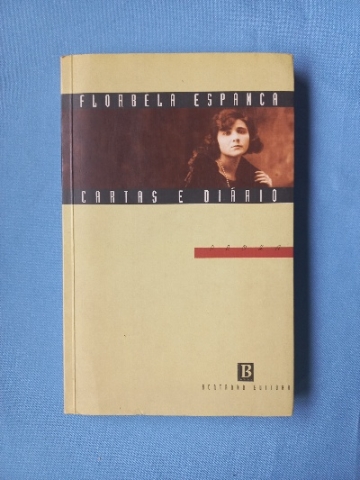 FLORBELA ESPANCA
CARTAS E DIÁRIO
B
BERTRAND EDITORA